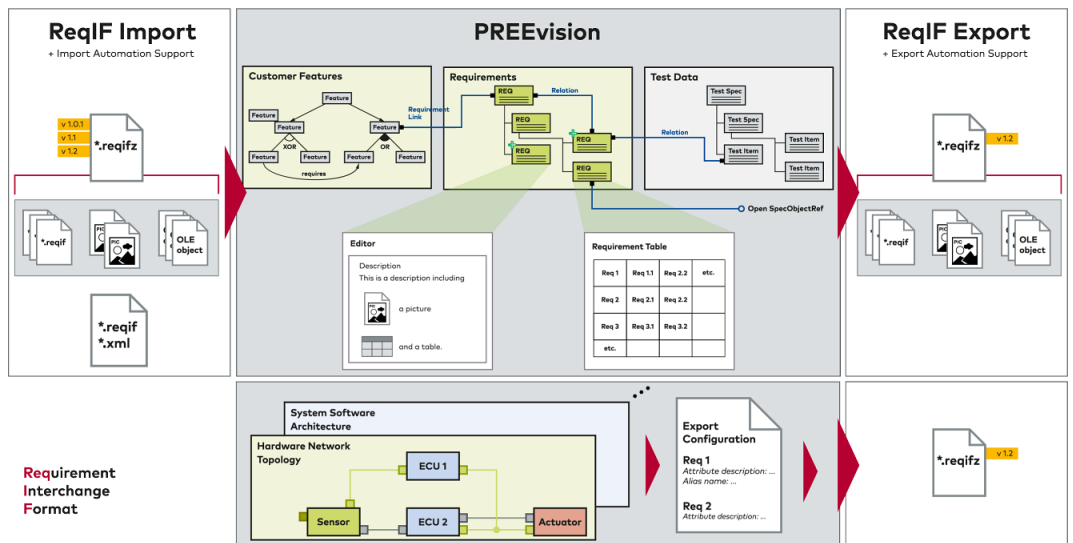 ReqIF Import
+ Import Automation Support
v 1.0.1
v 1.1
v 1.2
*.reqifz
*.reqif
PIC
OLE
object
*.reqif
*.xml
PREEvision
Customer Features
Feature
Feature
Feature
Feature
XOR
OR
Feature
Feature
Feature
Feature
requires
Requirement
Link
Requirements
REQ
REQ
REQ
REQ
REQ
Relation
Relation
Test Data
Test Spec
Test Spec
Test Item
Test Item
Test Item
Open SpecObjectRef
Editor
Description
This is a description including
PIC
a picture
and a table.
Requirement Table
Req 1 Req 1.1 Req 2.2 etc.
Req 2 Req 2.1 Req 2.2
Req 3 Req 3.1 Req 3.2
etc.
ReqIF Export
+ Export Automation Support
*.reqifz
v 1.2
*.reqif
PIC
OLE
object
Requirement
Interchange
Format
System Software
Architecture
Hardware Network
Topology
ECU 1
Sensor
ECU 2
Actuator
Export
Configuration
Req 1
Attribute description: ...
Alias name: ...
Req 2
Attribute description: ...
*.reqifz
v 1.2